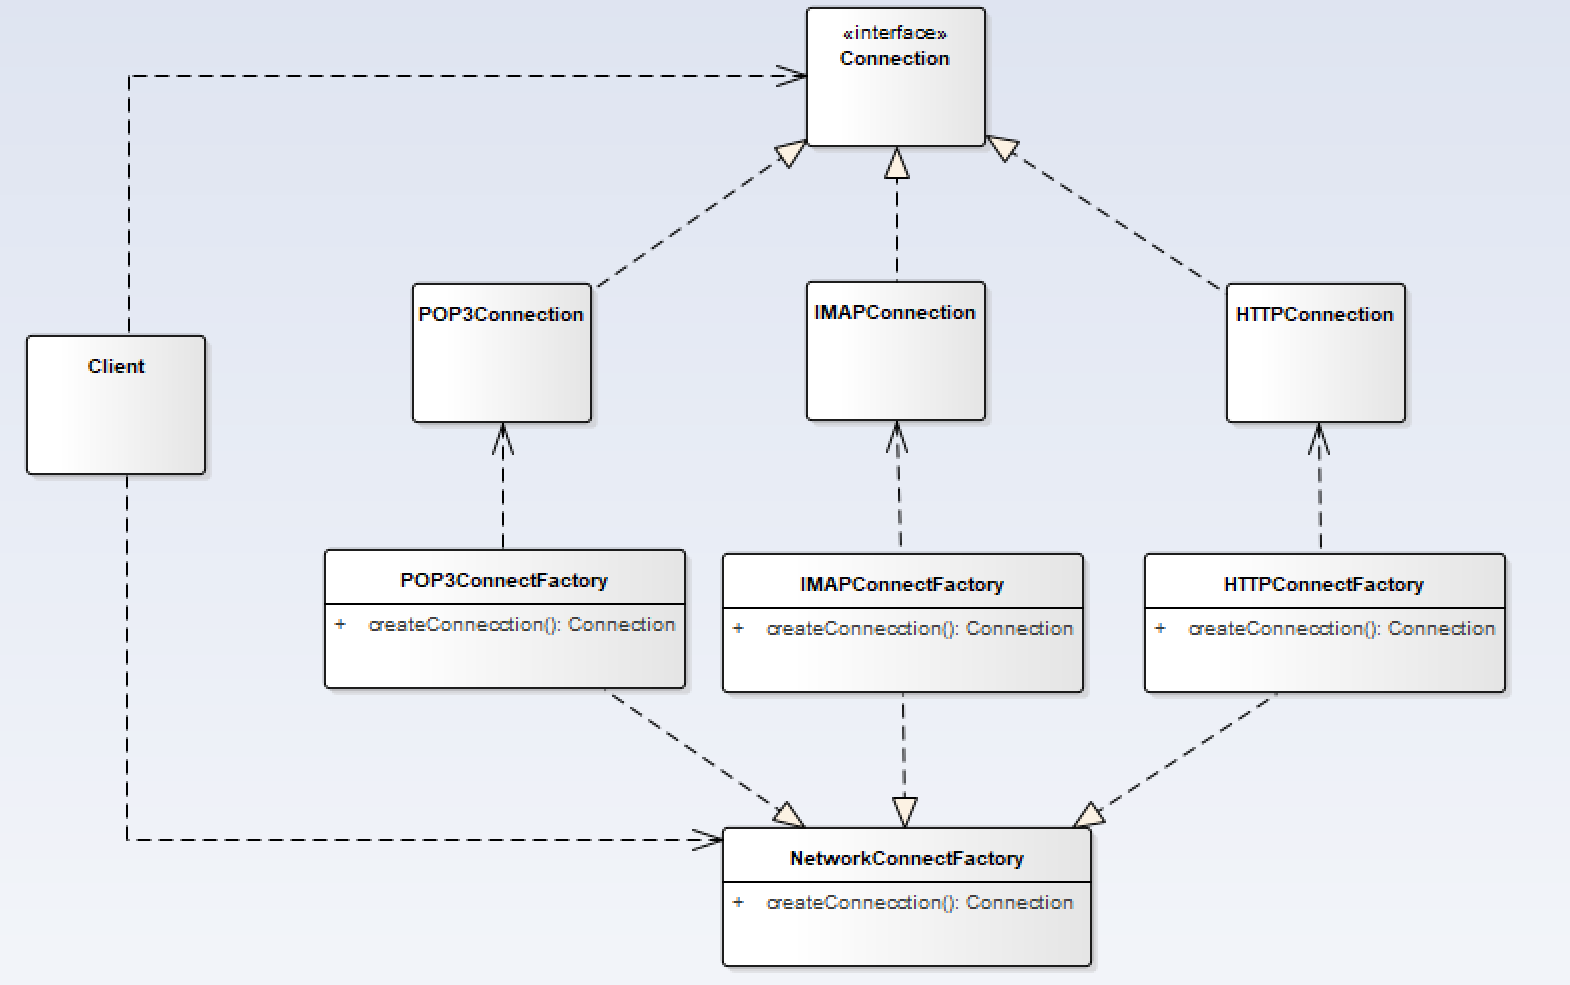 «interface»
Connection
POP3Connection
IMAPConnection
HTTPConnection
Client
POP3ConnectFactory
+ createConnecction(): Connection
IMAPConnectFactory
+ createConnecction(): Connection
HTTPConnectFactory
+ createConnecction(): Connection
NetworkConnectFactory
+ createConnecction(): Connection